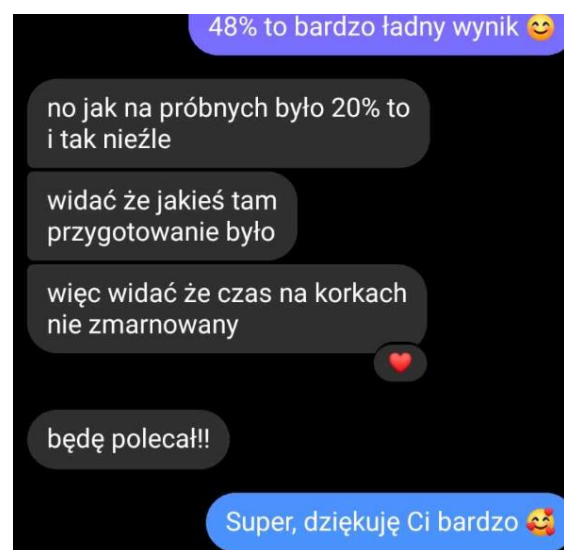 48% to bardzo ładny wynik 😊
no jak na próbnych było 20% to
i tak nieźle
widać że jakieś tam
przygotowanie było
więc widać że czas na korkach
nie zmarnowany
będę polecał!!
Super, dziękuję Ci bardzo 🥰